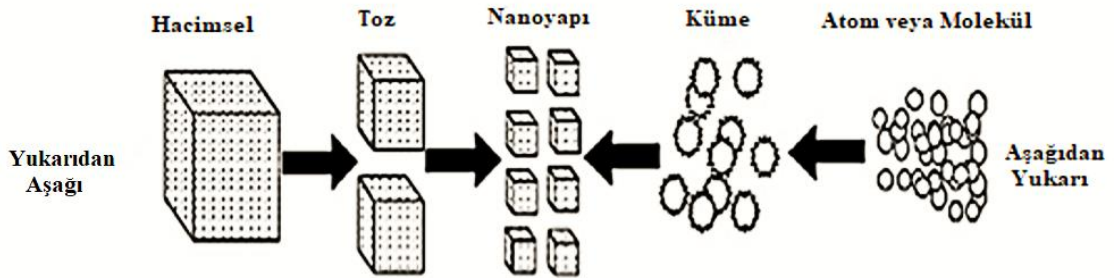 Hacimsel
Toz
Nanoyapı
Küme
Atom veya Molekül
Yukarıdan
Aşağı
Aşağıdan
Yukarı